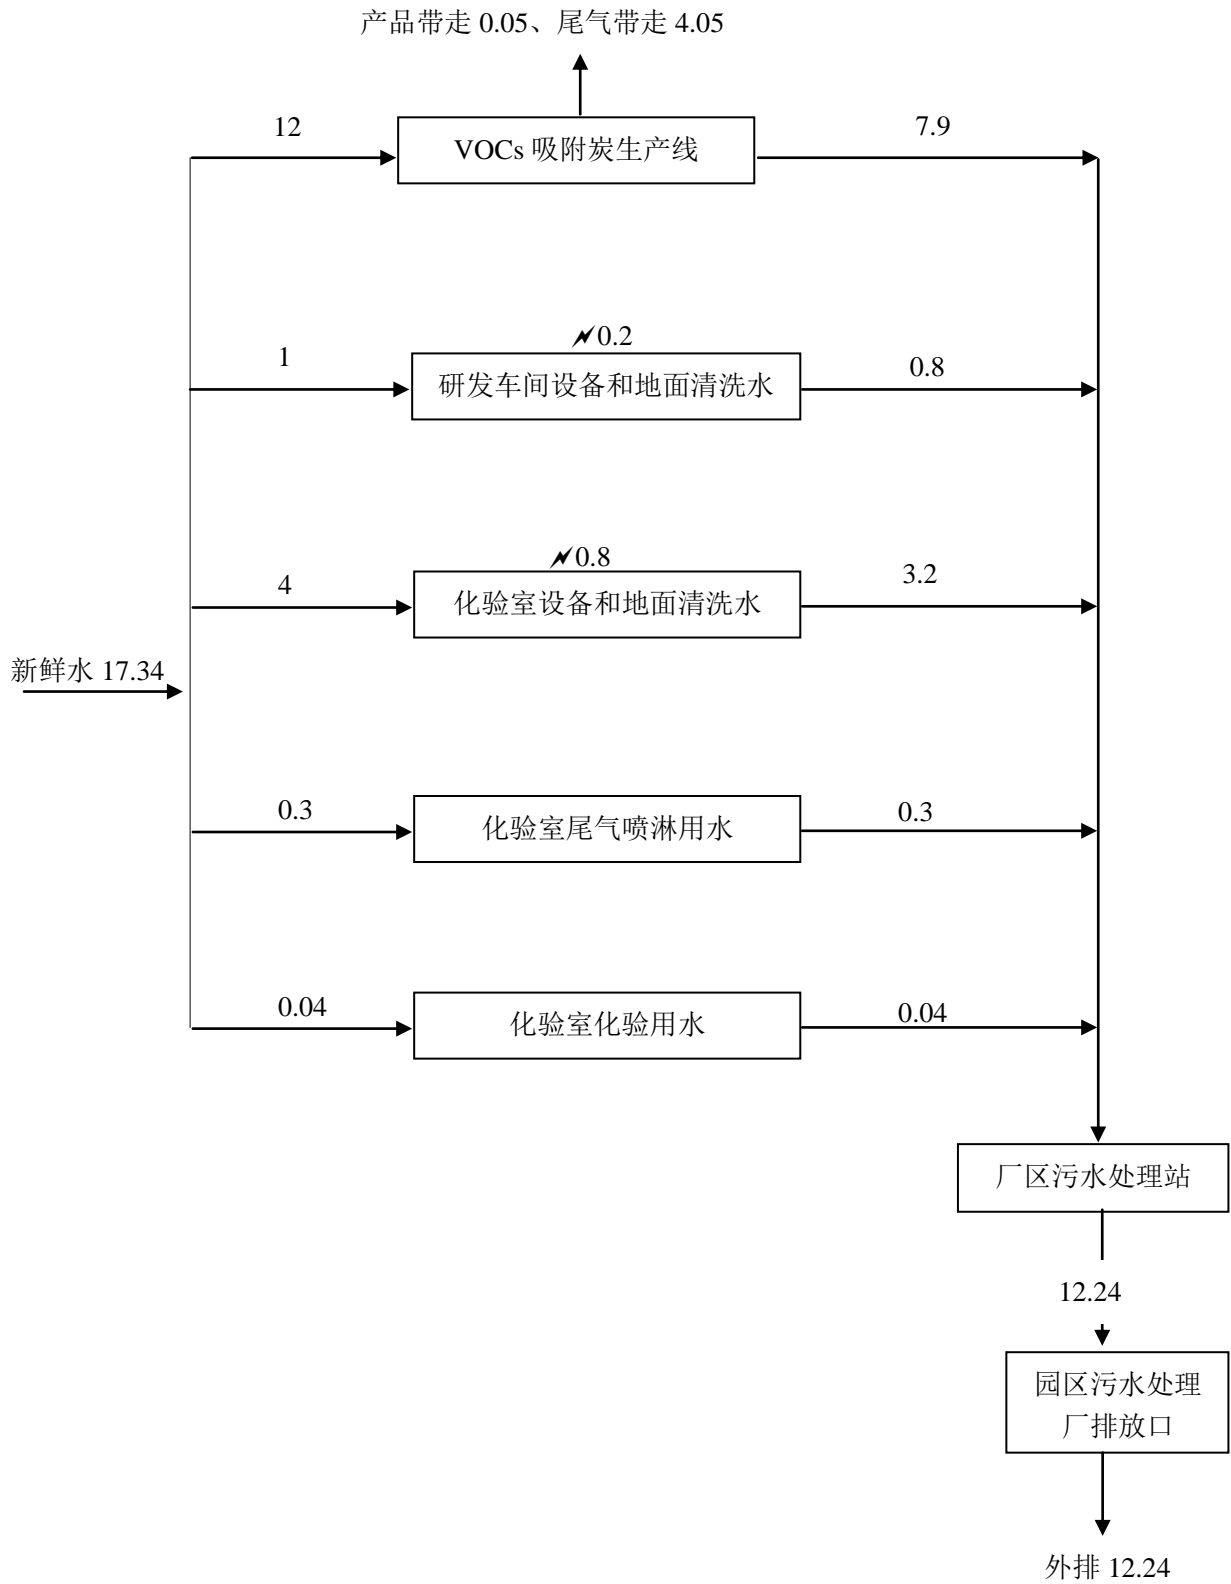 产品带走 0.05、尾气带走 4.05
12
VOCs 吸附炭生产线
7.9
0.2
1
研发车间设备和地面清洗水
0.8
0.8
4
化验室设备和地面清洗水
3.2
新鲜水 17.34
0.3
化验室尾气喷淋用水
0.3
0.04
化验室化验用水
0.04
厂区污水处理站
12.24
园区污水处理
厂排放口
外排 12.24